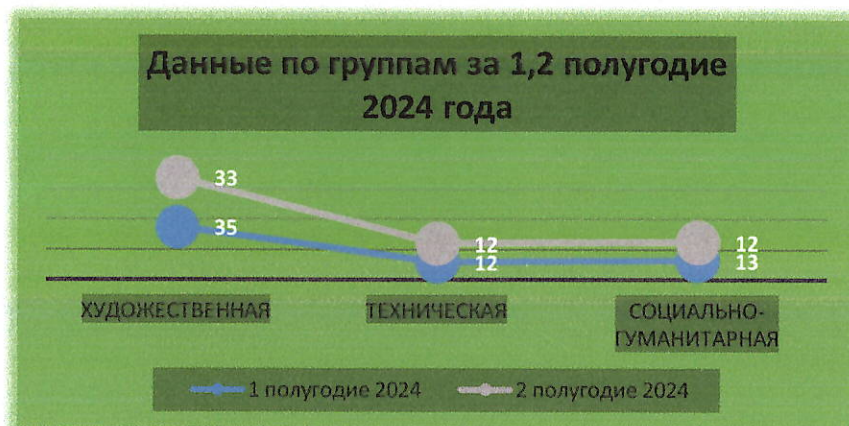 Данные по группам за 1,2 полугодие
2024 года
33
35
12
12
12
13
ХУДОЖЕСТВЕННАЯ
ТЕХНИЧЕСКАЯ
СОЦИАЛЬНО-
ГУМАНИТАРНАЯ
1 полугодие 2024
2 полугодие 2024